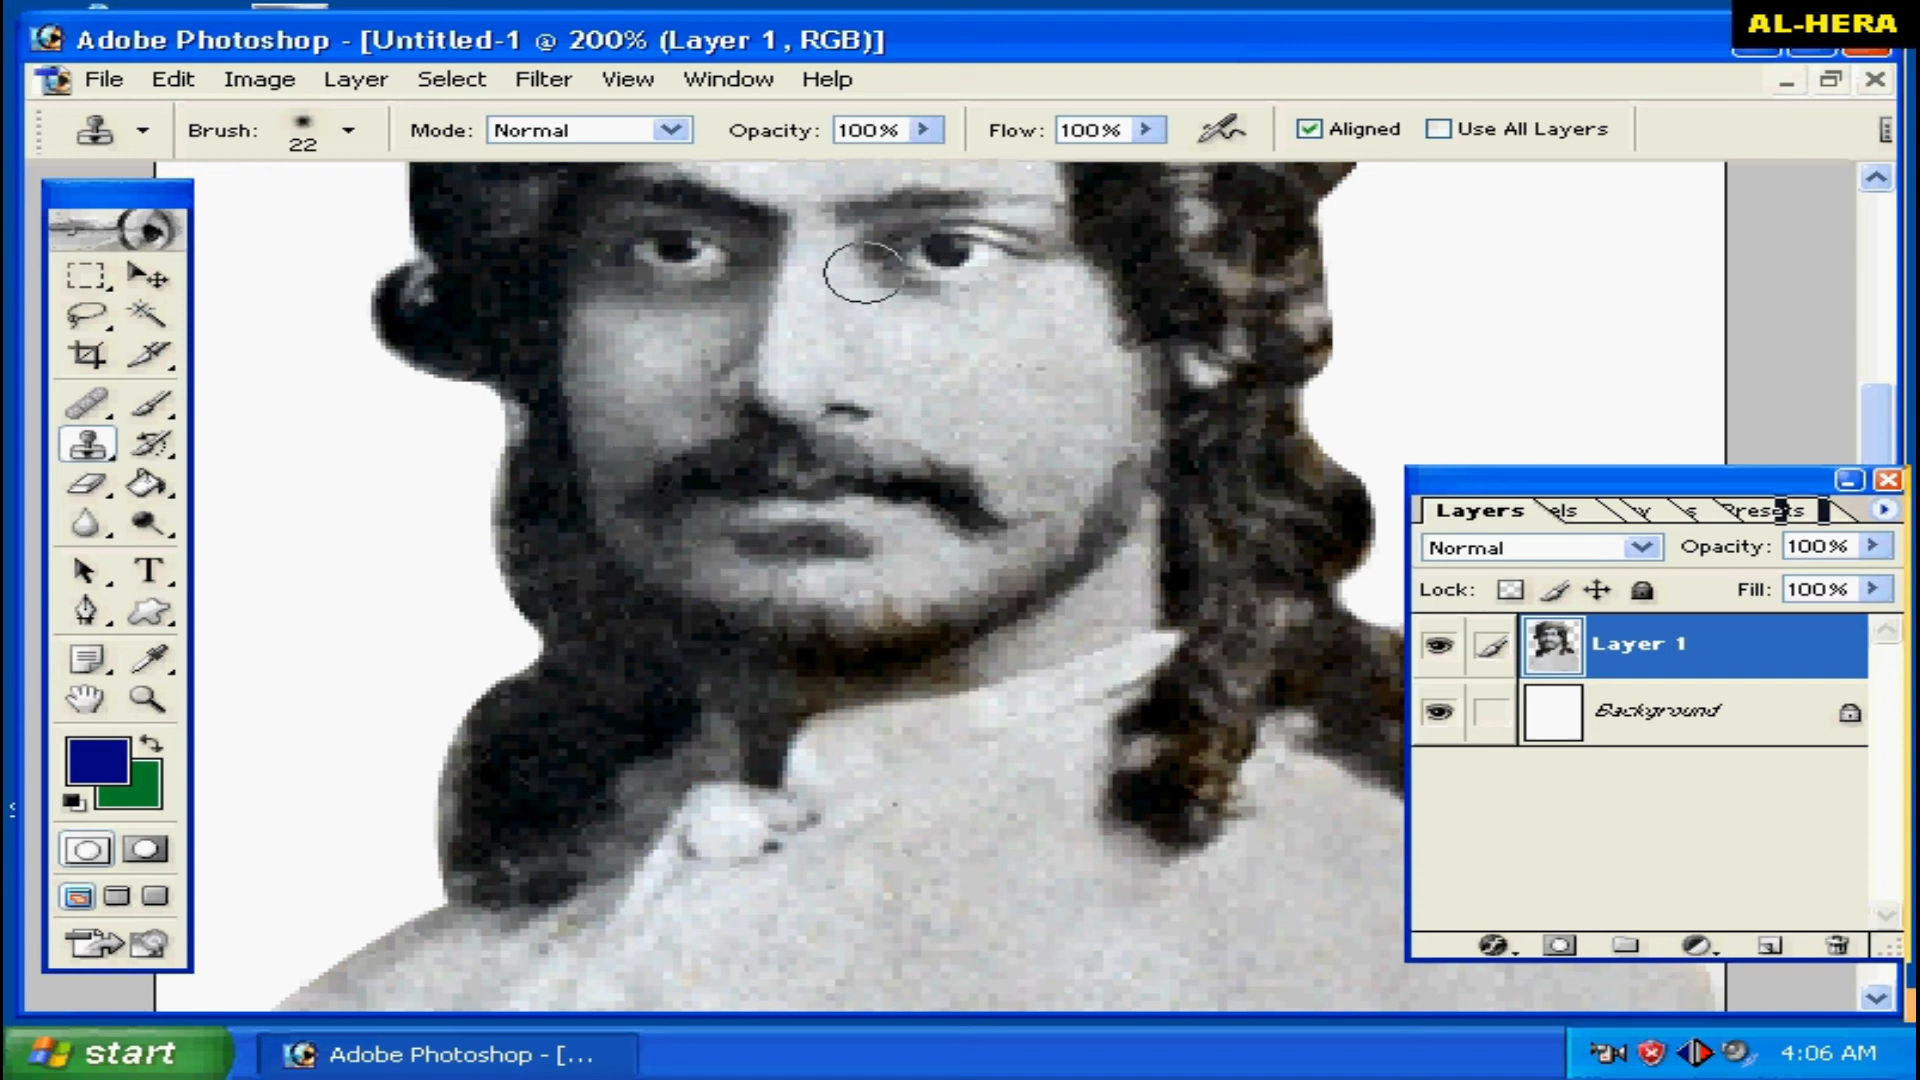 AL-HERA
Adobe Photoshop - [Untitled-1 @ 200% (Layer 1, RGB)]
File Edit Image Layer Select Filter View Window Help
Brush: 22 Mode: Normal Opacity: 100% Flow: 100% Aligned Use All Layers
Layers
Normal Opacity: 100%
Lock: Fill: 100%
Layer 1
Background
start Adobe Photoshop - [... 4:06 AM